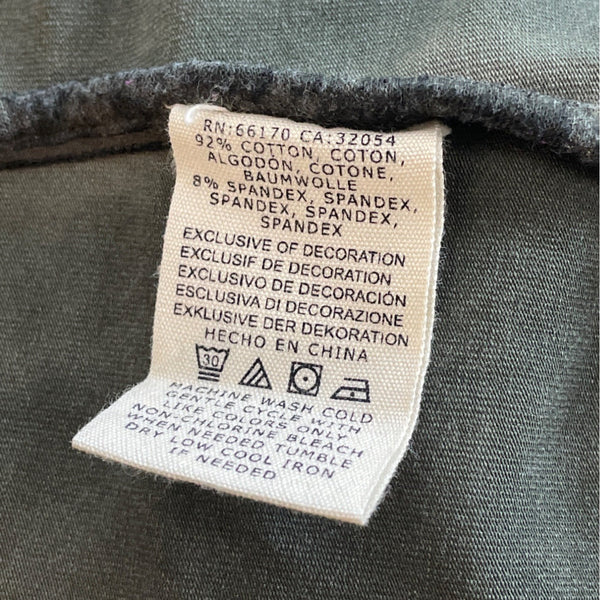 RN:66170 CA:32054
92% COTTON, COTON,
ALGODÓN, COTONE,
BAUMWOLLE
8% SPANDEX, SPANDEX,
SPANDEX, SPANDEX,
SPANDEX
EXCLUSIVE OF DECORATION
EXCLUSIF DE DECORATION
EXCLUSIVO DE DECORACIÓN
ESCLUSIVA DI DECORAZIONE
EXKLUSIVE DER DEKORATION
HECHO EN CHINA
30
MACHINE WASH COLD
GENTLE CYCLE WITH
LIKE COLORS ONLY
NON-CHLORINE BLEACH
WHEN NEEDED TUMBLE
DRY LOW COOL IRON
IF NEEDED